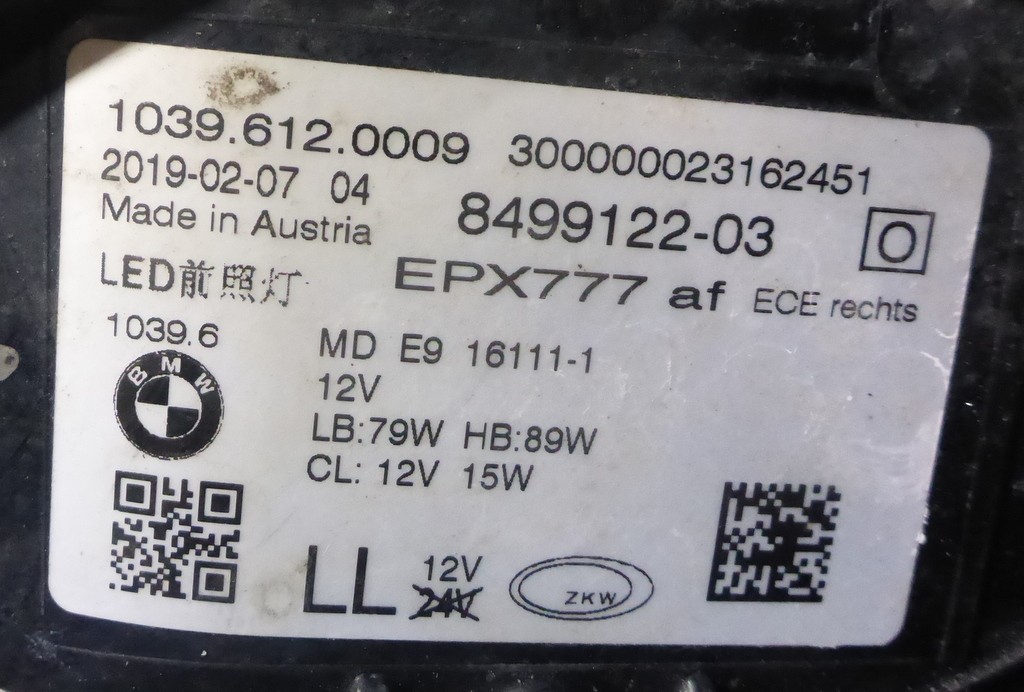 1039.612.0009 300000023162451
2019-02-07 04
Made in Austria 8499122-03 O
LED前照灯 EPX777 af ECE rechts
1039.6
MD E9 16111-1
BMW
12V
LB:79W HB:89W
CL: 12V 15W
LL 12V
24V
ZKW